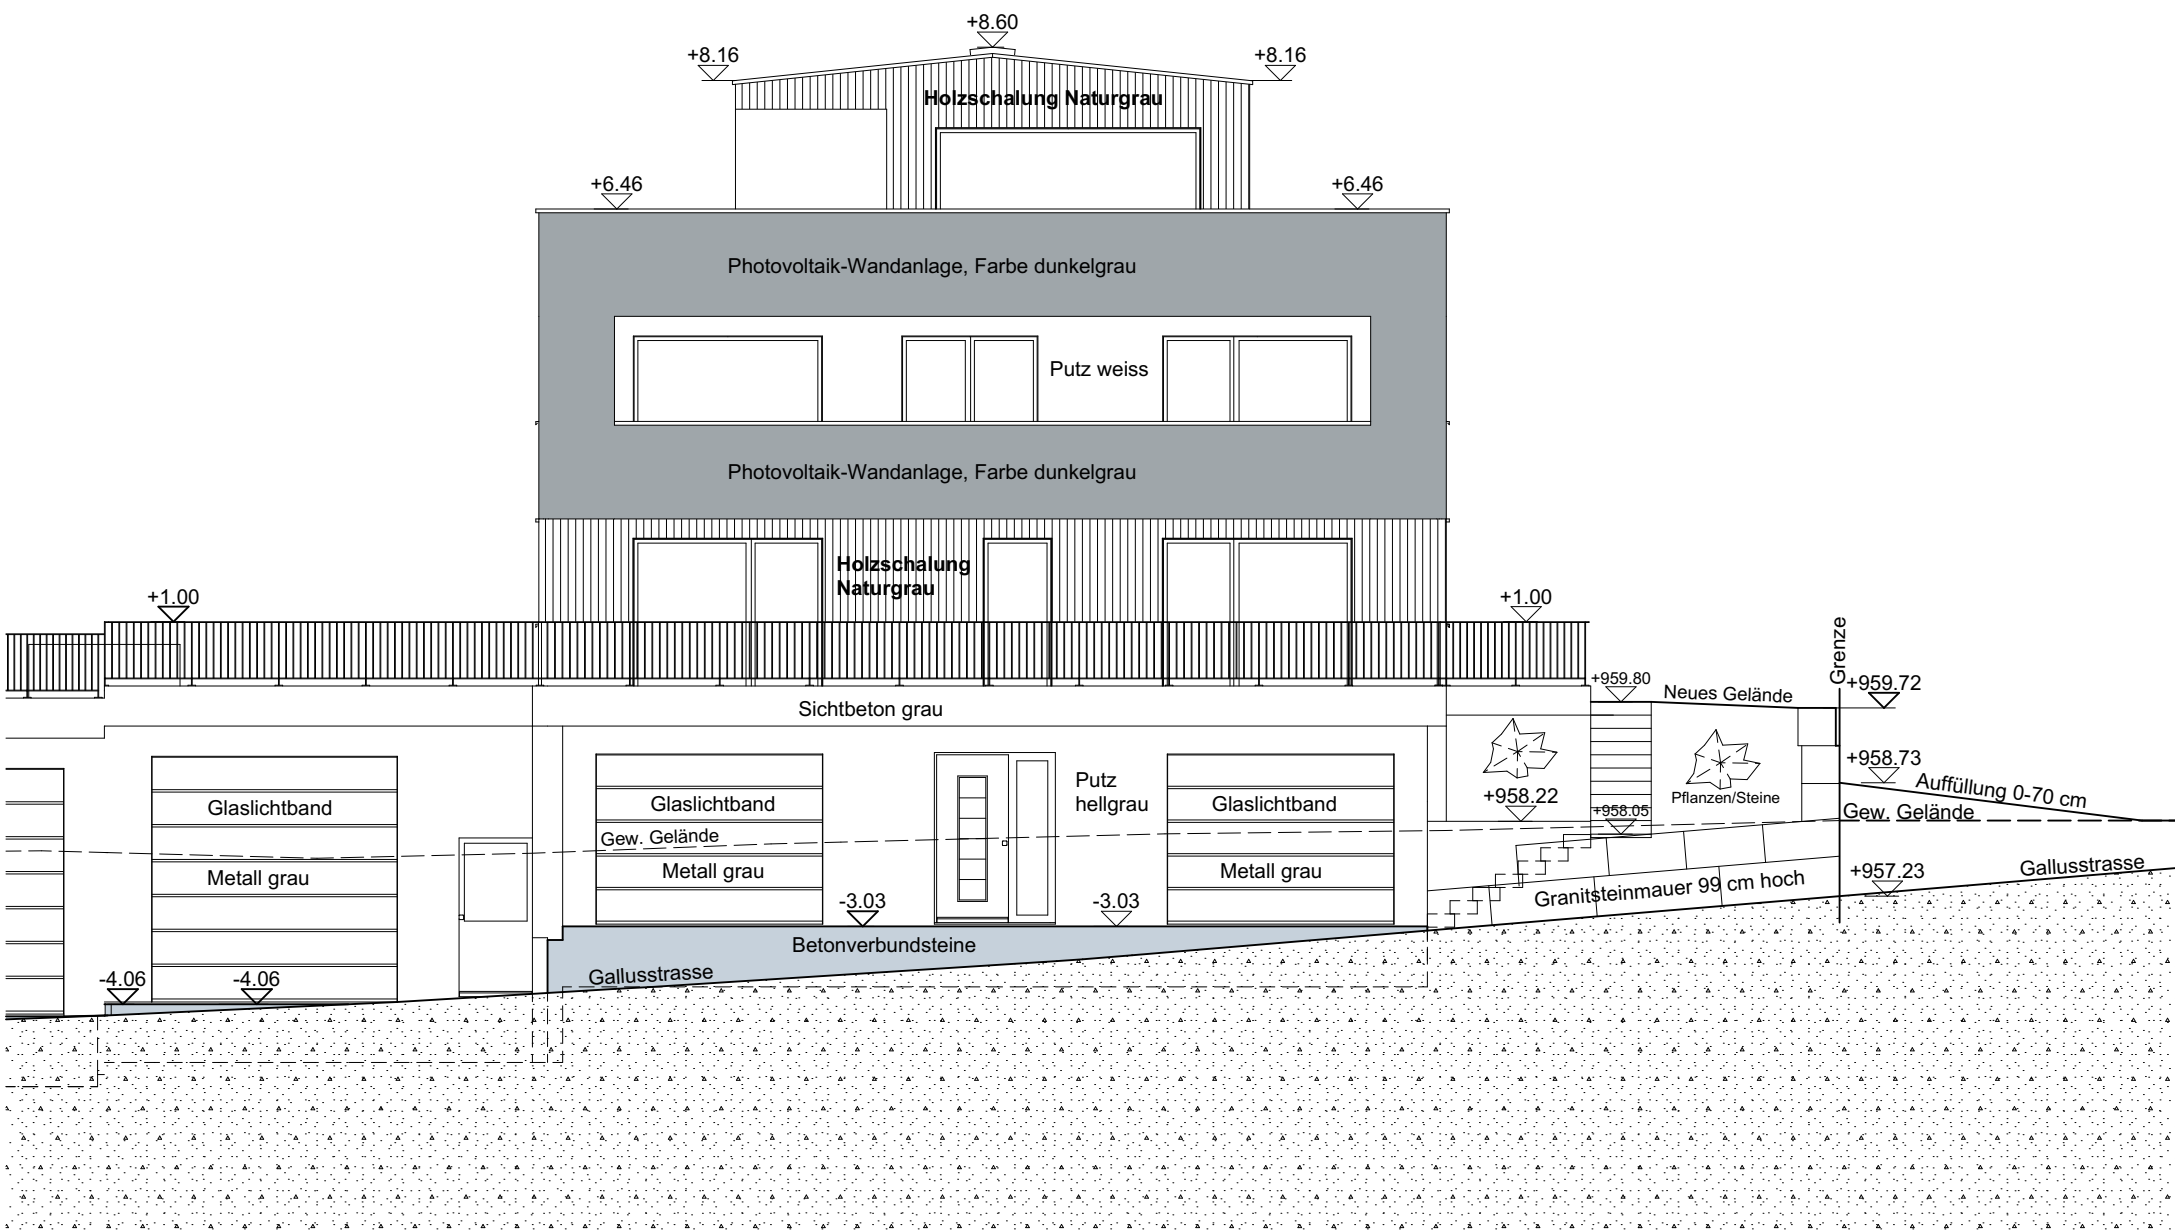 +8.60
+8.16
+8.16
Holzschalung Naturgrau
+6.46
+6.46
Photovoltaik-Wandanlage, Farbe dunkelgrau
Putz weiss
Photovoltaik-Wandanlage, Farbe dunkelgrau
Holzschalung
Naturgrau
+1.00
+1.00
Grenze
+959.80
Neues Gelände
+959.72
Sichtbeton grau
+958.73
Auffüllung 0-70 cm
Putz
hellgrau
Glaslichtband
Glaslichtband
Glaslichtband
+958.22
Pflanzen/Steine
+958.05
Gew. Gelände
Gew. Gelände
Metall grau
Metall grau
Metall grau
Gallusstrasse
+957.23
Granitsteinmauer 99 cm hoch
-3.03
-3.03
Betonverbundsteine
Gallusstrasse
-4.06
-4.06